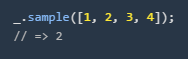 _.sample([1, 2, 3, 4]);
// => 2